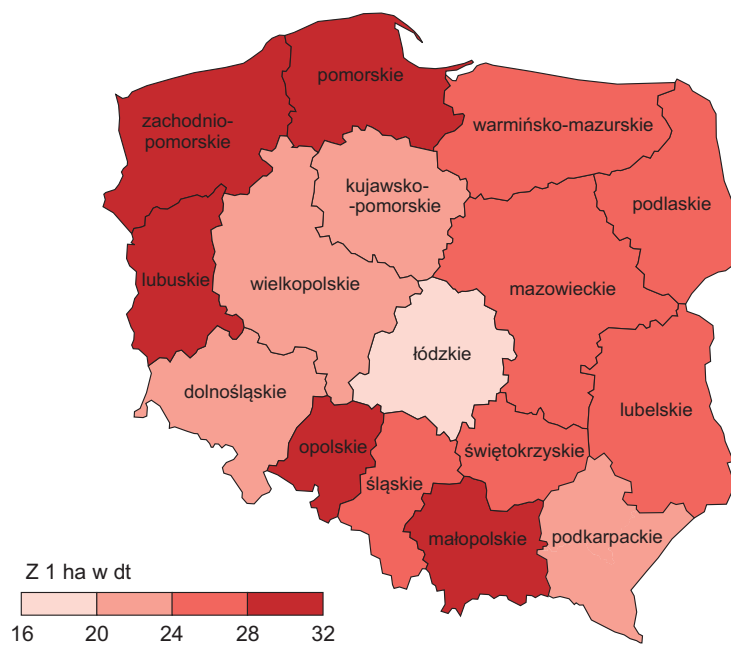 pomorskie
zachodnio-
pomorskie
warmińsko-mazurskie
kujawsko-
-pomorskie
podlaskie
lubuskie
wielkopolskie
mazowieckie
łódzkie
dolnośląskie
lubelskie
opolskie
świętokrzyskie
śląskie
małopolskie
podkarpackie
Z 1 ha w dt
16 20 24 28 32